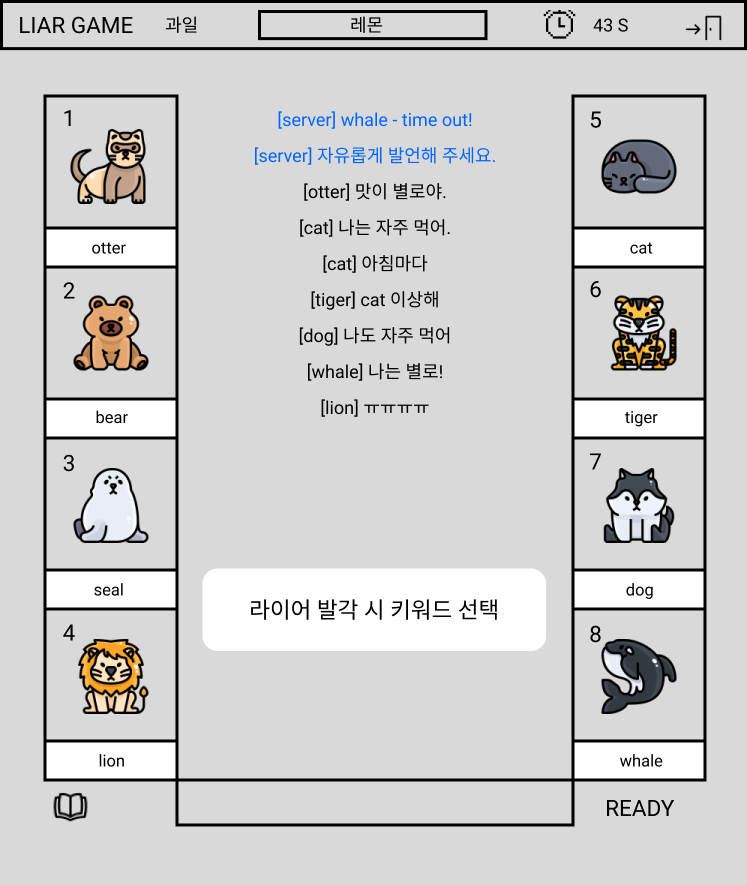 LIAR GAME 과일 레몬 43 S
[server] whale - time out!
[server] 자유롭게 발언해 주세요.
[otter] 맛이 별로야.
[cat] 나는 자주 먹어.
[cat] 아침마다
[tiger] cat 이상해
[dog] 나도 자주 먹어
[whale] 나는 별로!
[lion] ㅠㅠㅠㅠ
라이어 발각 시 키워드 선택
1
otter
2
bear
3
seal
4
lion
5
cat
6
tiger
7
dog
8
whale
READY